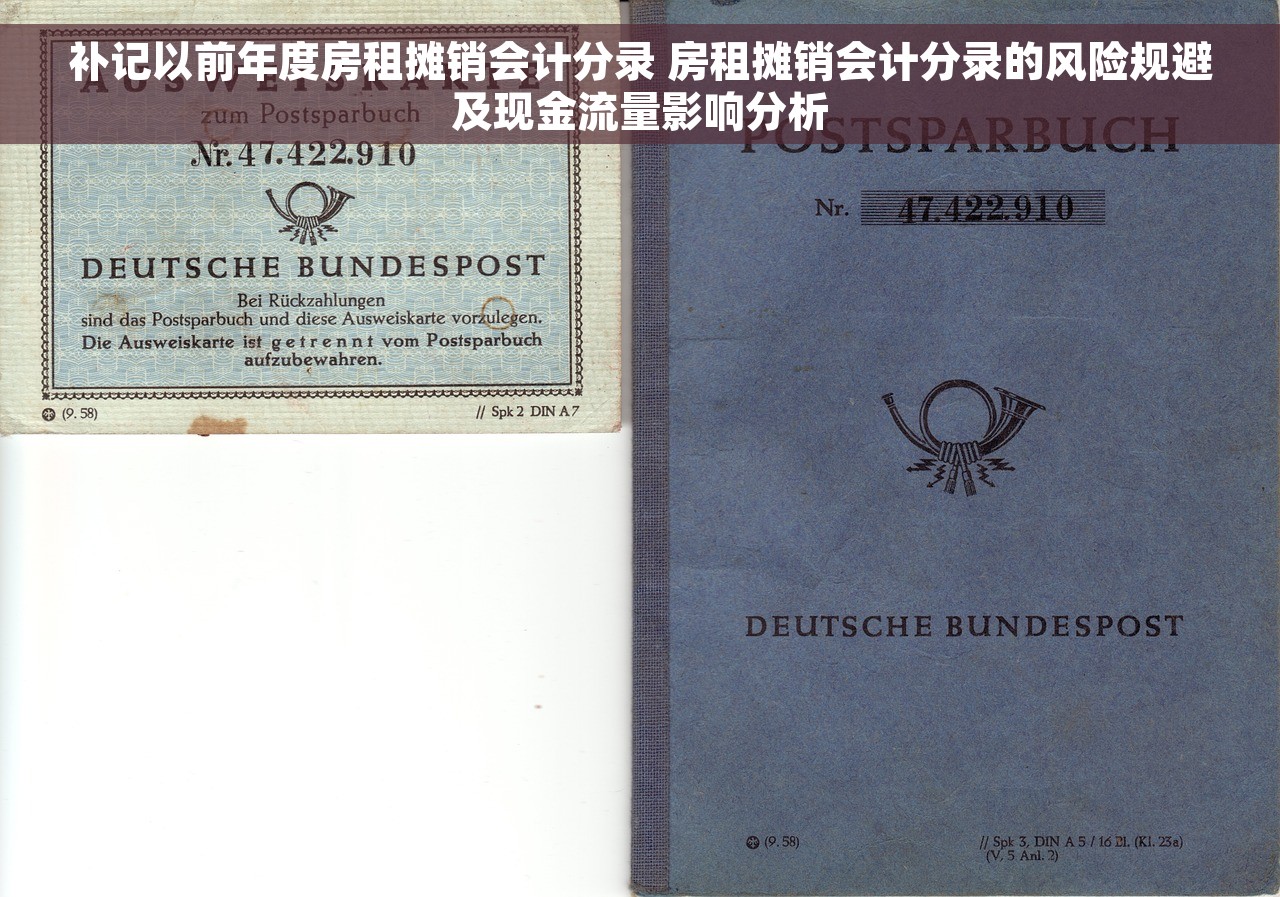 补记以前年度房租摊销会计分录 房租摊销会计分录的风险规避
及现金流量影响分析
AUSWEISKARTE
zum Postsparbuch
Nr. 47.422.910
DEUTSCHE BUNDESPOST
Bei Rückzahlungen
sind das Postsparbuch und diese Ausweiskarte vorzulegen.
Die Ausweiskarte ist getrennt vom Postsparbuch
aufzubewahren.
(9.58)
// Spk 2 DIN A 7
POSTSPARBUCH
Nr. 47.422.910
DEUTSCHE BUNDESPOST
(9.58)
// Spk 3, DIN A 5 / 16 Bl. (Kl. 23a)
(V, 5 Anl. 2)